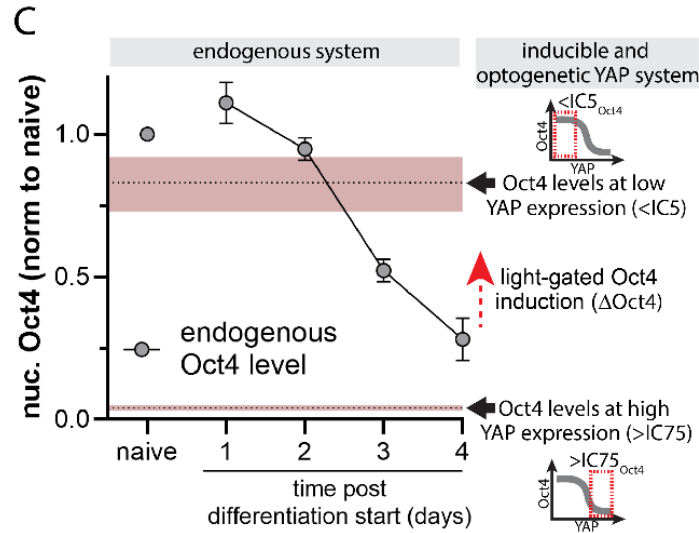 C
endogenous system
inducible and
optogenetic YAP system
nuc. Oct4 (norm to naive)
1.0
0.5
0.0
endogenous
Oct4 level
naive
1
2
3
4
time post
differentiation start (days)
<IC5Oct4
Oct4
YAP
Oct4 levels at low
YAP expression (<IC5)
light-gated Oct4
induction (ΔOct4)
Oct4 levels at high
YAP expression (>IC75)
>IC75Oct4
Oct4
YAP